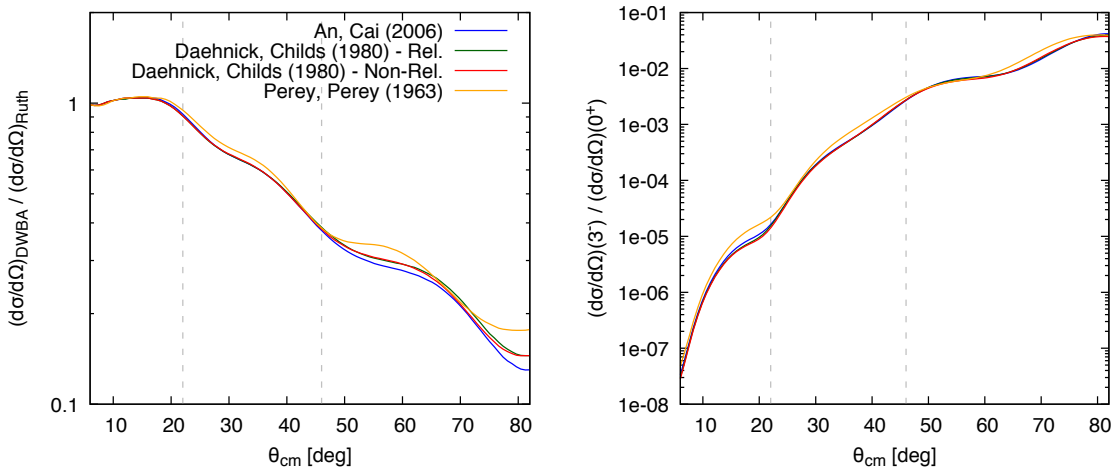 An, Cai (2006)
Daehnick, Childs (1980) - Rel.
Daehnick, Childs (1980) - Non-Rel.
Perey, Perey (1963)
1
0.1
(dσ/dΩ)DWBA / (dσ/dΩ)Ruth
10 20 30 40 50 60 70 80
θcm [deg]
1e-01
1e-02
1e-03
1e-04
1e-05
1e-06
1e-07
1e-08
(dσ/dΩ)(3-) / (dσ/dΩ)(0+)
10 20 30 40 50 60 70 80
θcm [deg]